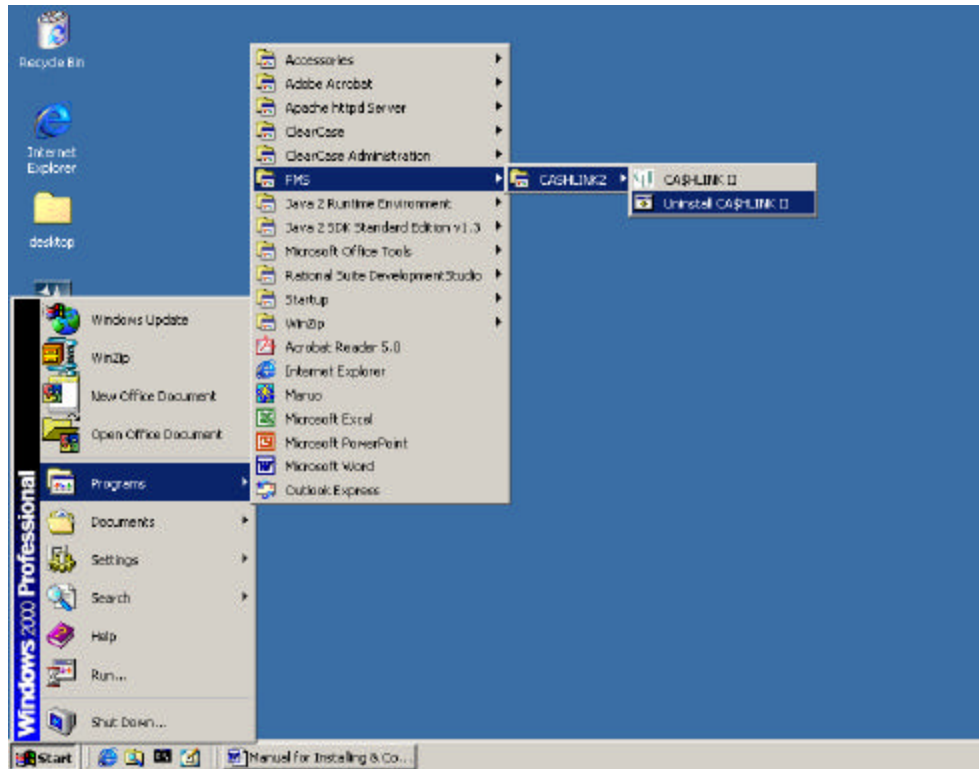 Recycle Bin
Internet
Explorer
desktop
Accessories
Adobe Acrobat
Apache httpd Server
ClearCase
ClearCase Administration
FMS
Java 2 Runtime Environment
Java 2 SDK Standard Edition v1.3
Microsoft Office Tools
Rational Suite DevelopmentStudio
Startup
WinZip
Acrobat Reader 5.0
Internet Explorer
Maruo
Microsoft Excel
Microsoft PowerPoint
Microsoft Word
Outlook Express
CASHLINK2
CA$HLINK II
Uninstall CA$HLINK II
Windows Update
WinZip
New Office Document
Open Office Document
Programs
Documents
Settings
Search
Help
Run...
Shut Down...
Windows 2000 Professional
Start
Manual for Installing & Co...